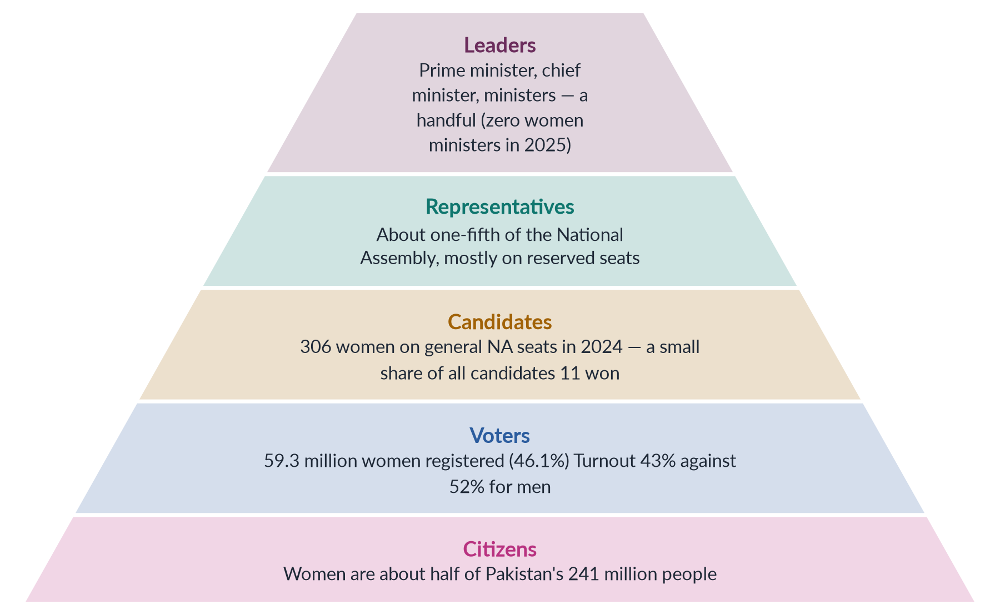 Leaders
Prime minister, chief
minister, ministers — a
handful (zero women
ministers in 2025)
Representatives
About one-fifth of the National
Assembly, mostly on reserved seats
Candidates
306 women on general NA seats in 2024 — a small
share of all candidates 11 won
Voters
59.3 million women registered (46.1%) Turnout 43% against
52% for men
Citizens
Women are about half of Pakistan's 241 million people